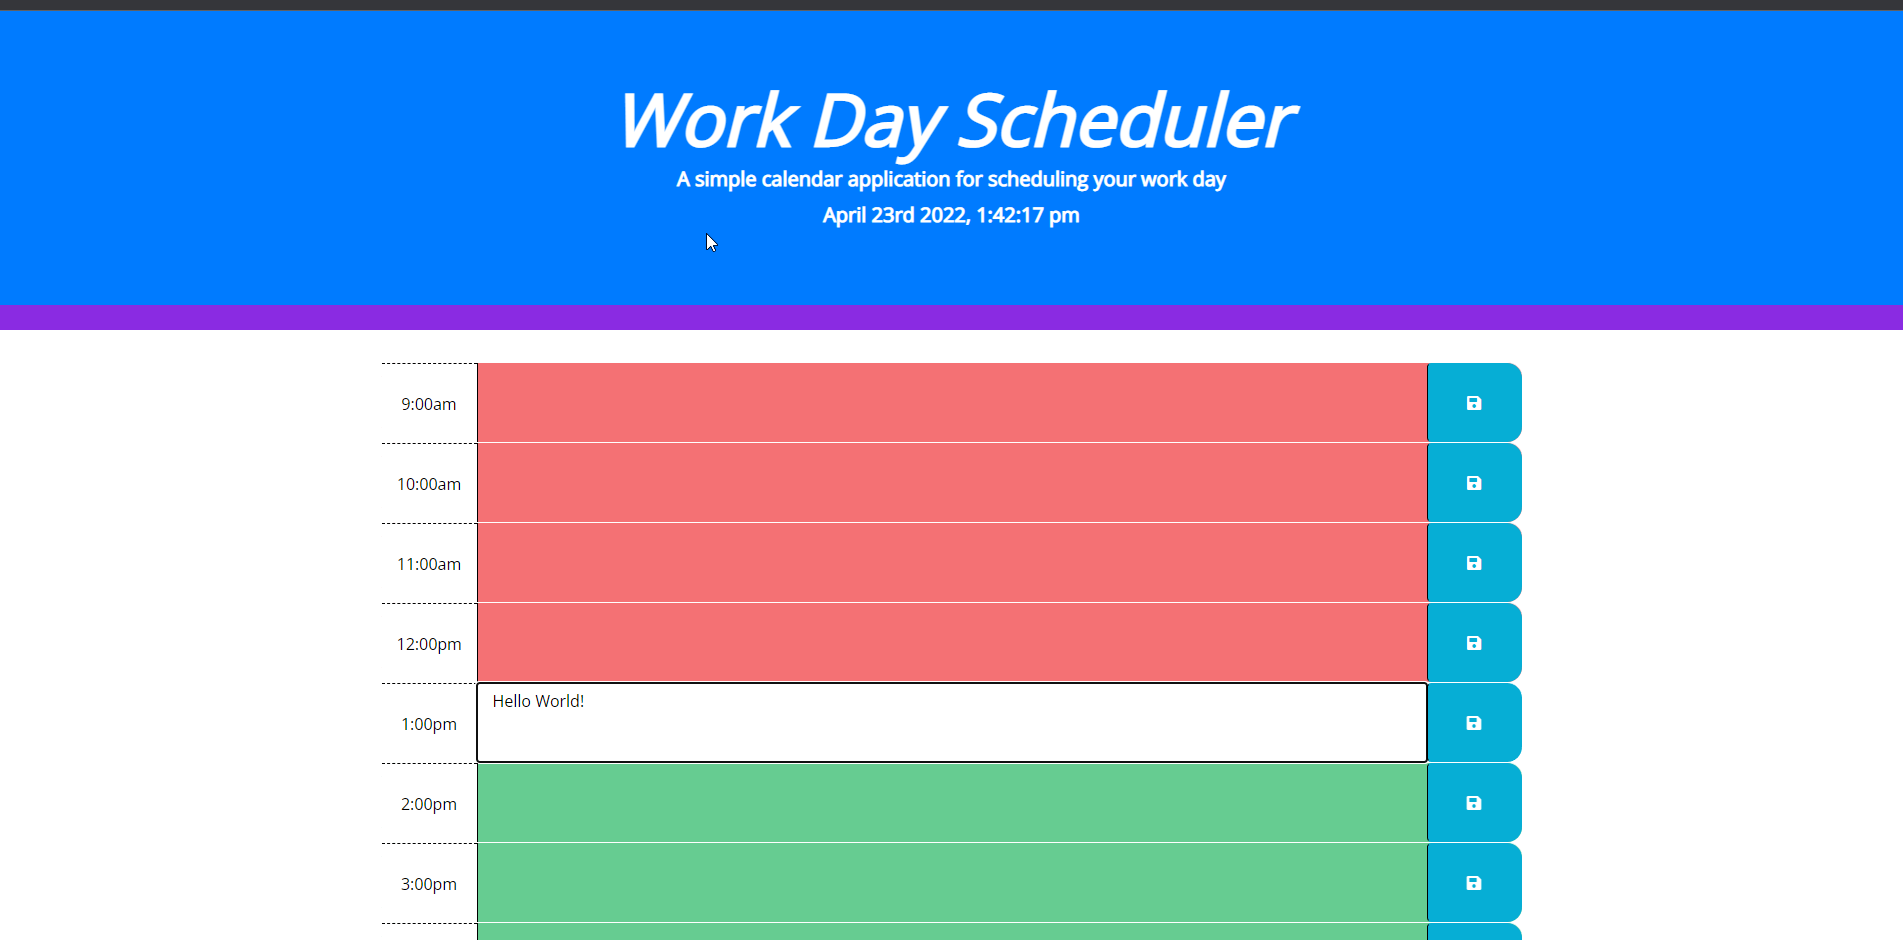 Work Day Scheduler
A simple calendar application for scheduling your work day
April 23rd 2022, 1:42:17 pm
9:00am
10:00am
11:00am
12:00pm
1:00pm Hello World!
2:00pm
3:00pm